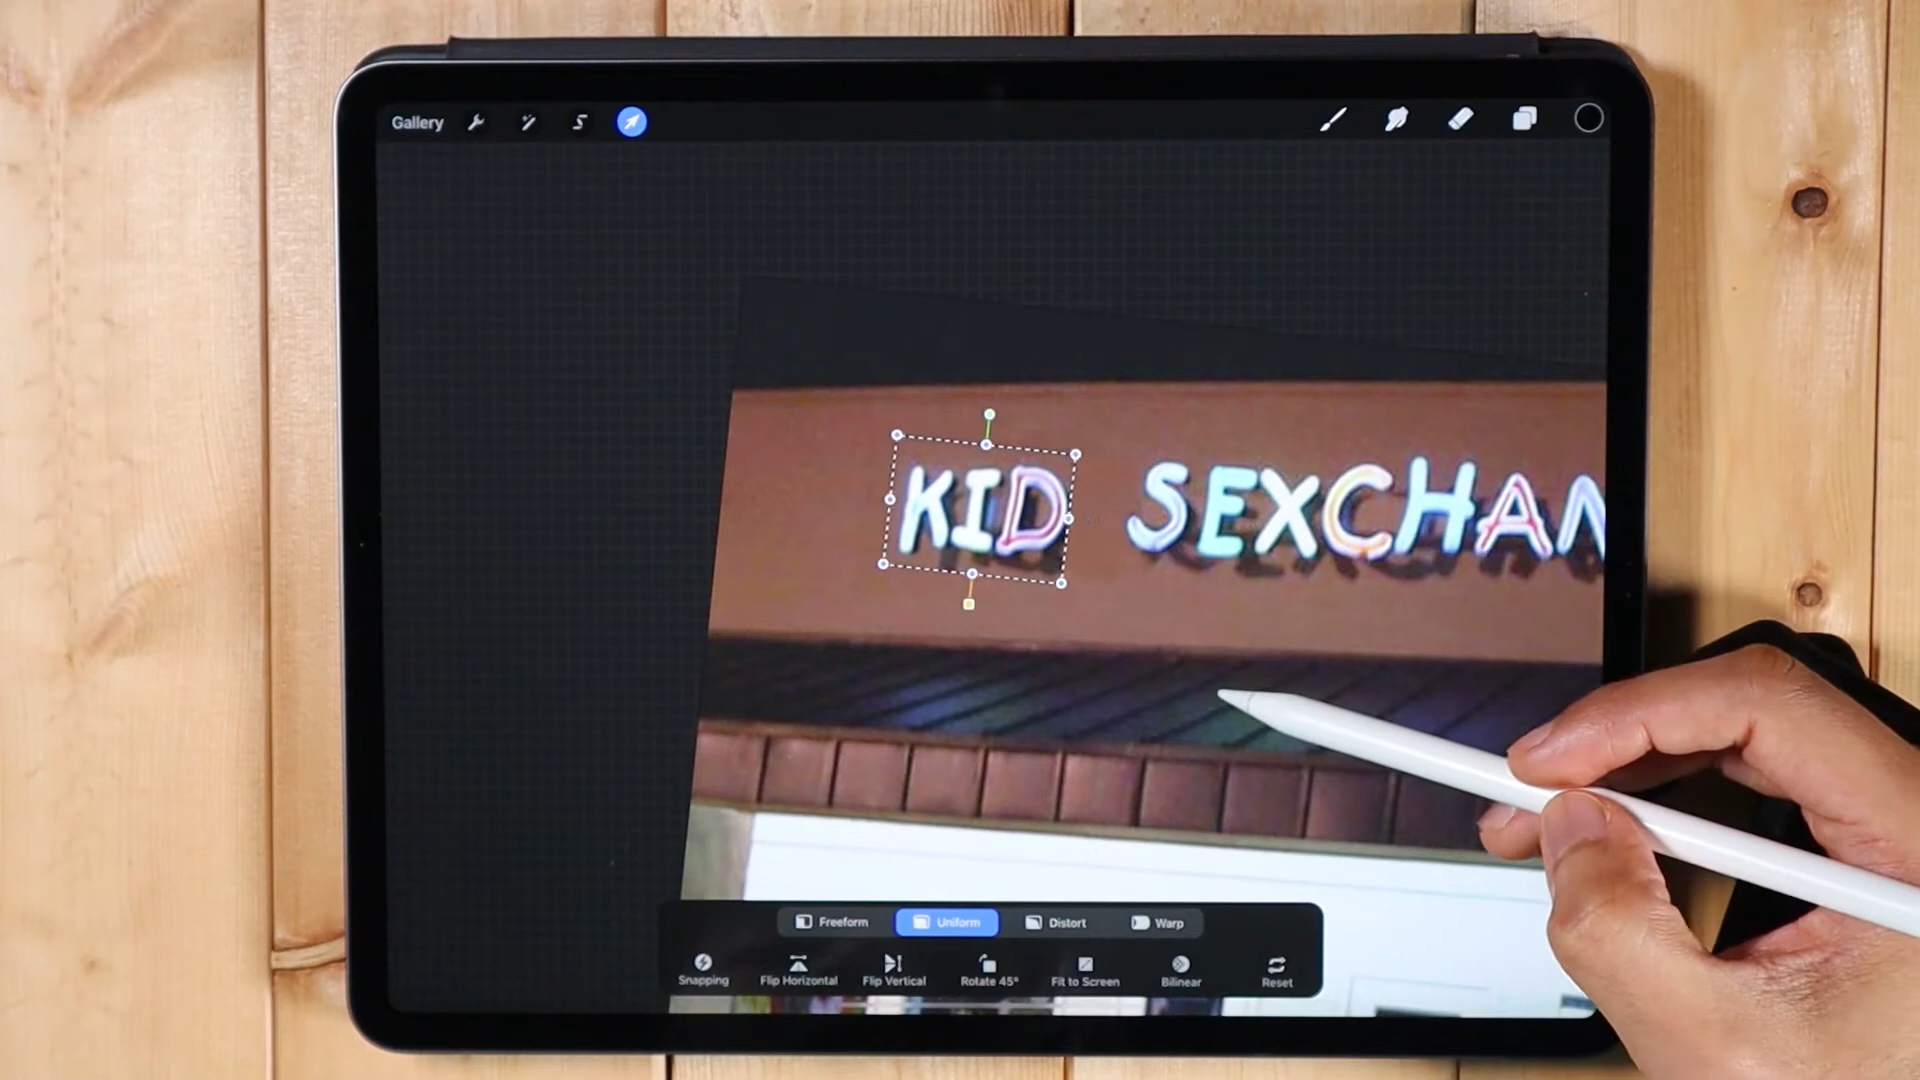 Gallery
KID SEXCHAN
Freeform Uniform Distort Warp
Snapping Flip Horizontal Flip Vertical Rotate 45° Fit to Screen Bilinear Reset